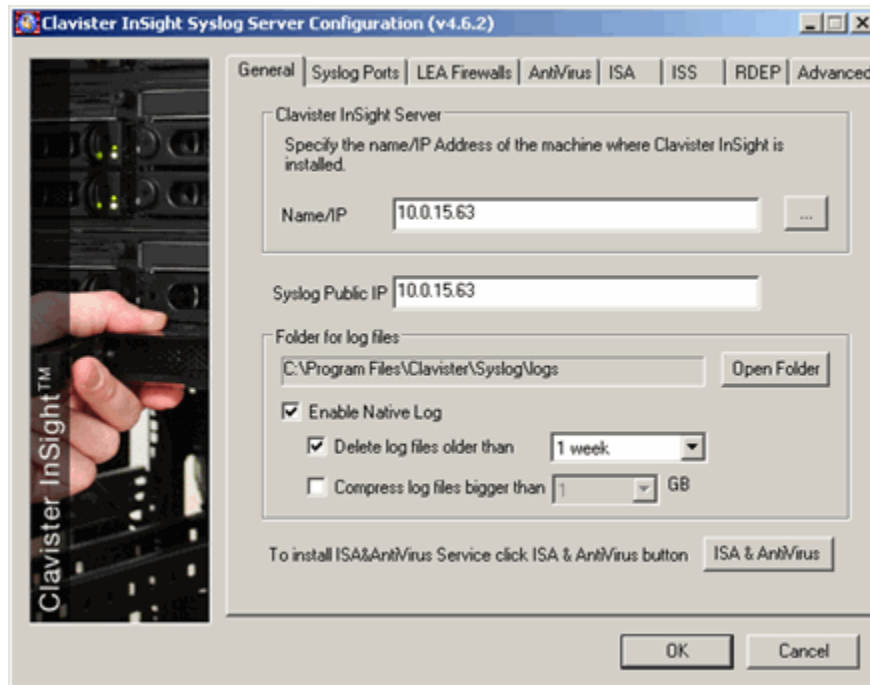 Clavister InSight Syslog Server Configuration (v4.6.2)
General Syslog Ports LEA Firewalls AntiVirus ISA ISS RDEP Advanced
Clavister InSight Server
Specify the name/IP Address of the machine where Clavister InSight is
installed.
Name/IP 10.0.15.63 ...
Syslog Public IP 10.0.15.63
Folder for log files
C:\Program Files\Clavister\Syslog\logs Open Folder
Enable Native Log
Delete log files older than 1 week
Compress log files bigger than 1 GB
To install ISA&AntiVirus Service click ISA & AntiVirus button ISA & AntiVirus
Clavister InSight™
OK Cancel